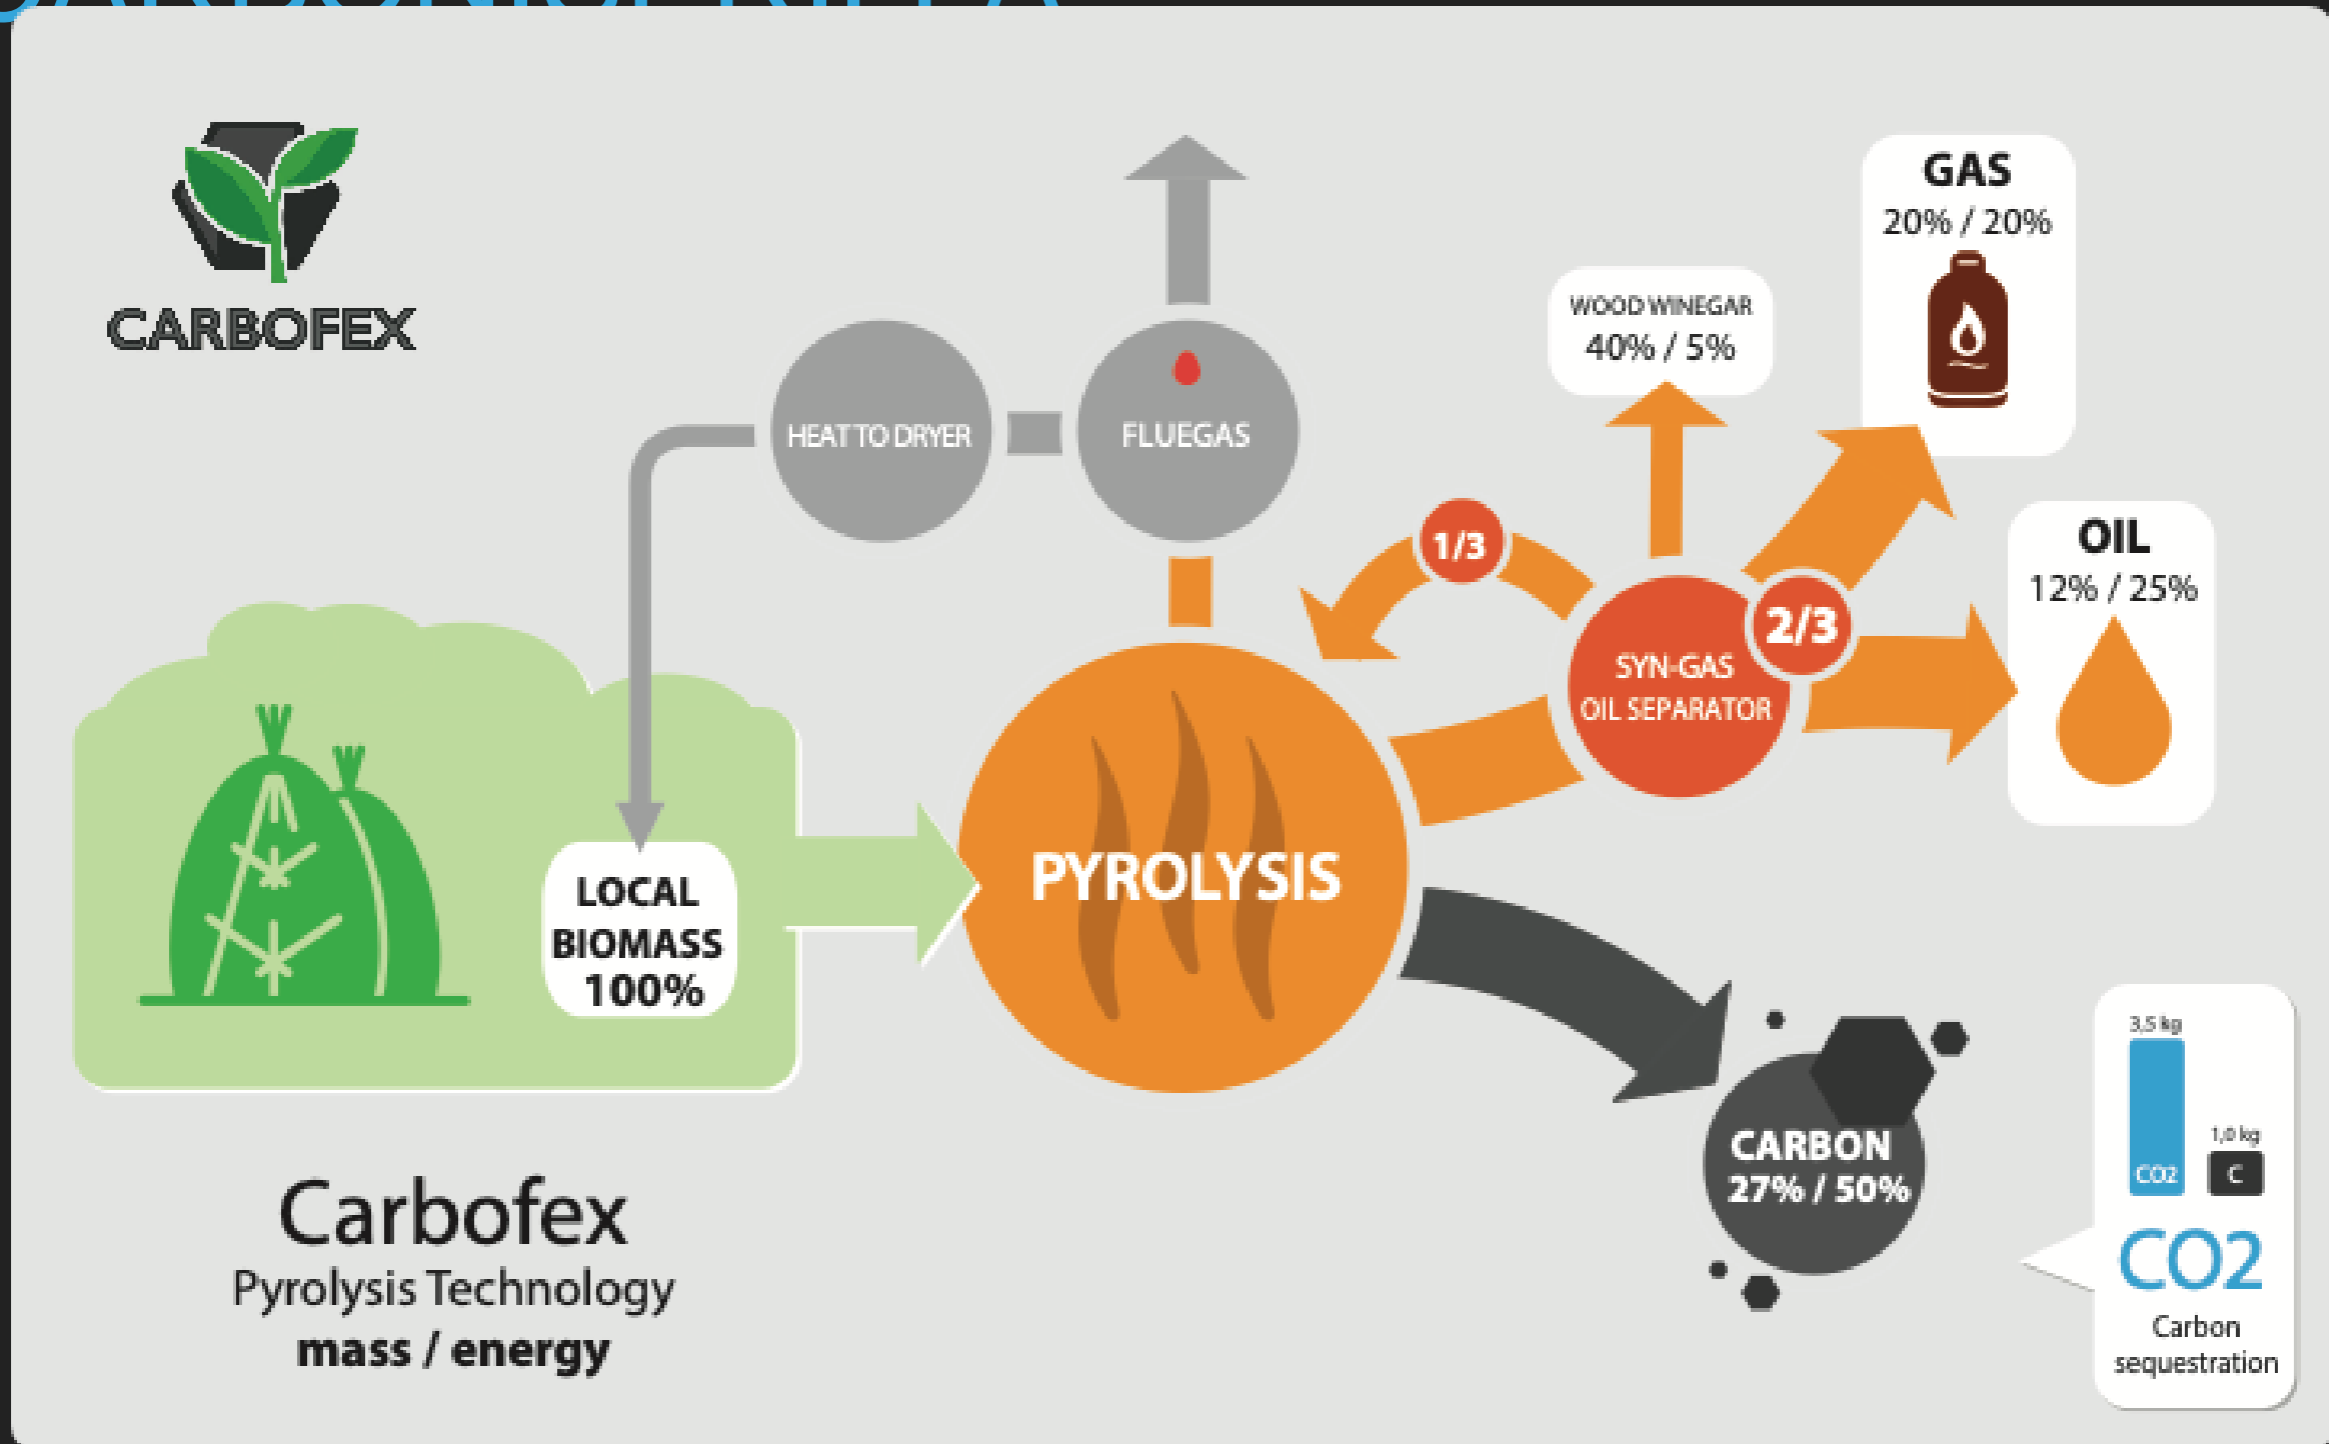 CARBOFEX
GAS
20% / 20%
WOOD WINEGAR
40% / 5%
HEAT TO DRYER
FLUEGAS
1/3
OIL
12% / 25%
2/3
SYN-GAS
OIL SEPARATOR
PYROLYSIS
LOCAL
BIOMASS
100%
CARBON
27% / 50%
3,5 kg
1,0 kg
CO2
C
CO2
Carbon
sequestration
Carbofex
Pyrolysis Technology
mass / energy